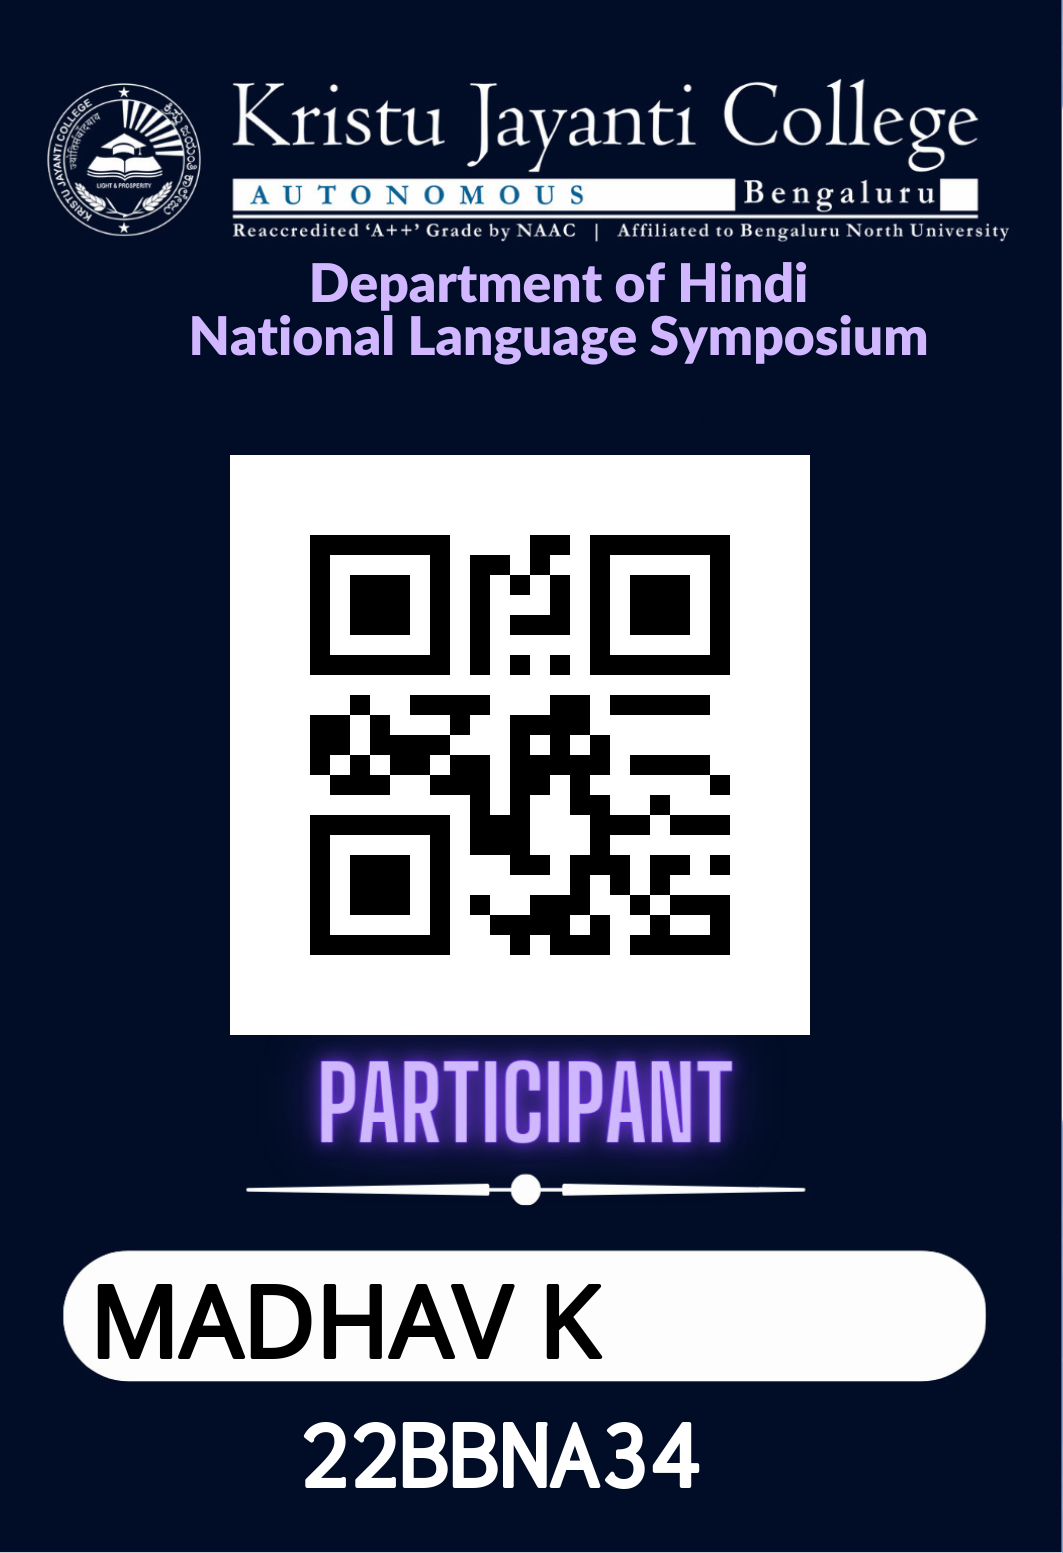 KRISTU JAYANTI COLLEGE
ಕ್ರಿಸ್ತು ಜಯಂತಿ ಕಾಲೇಜು
LIGHT & PROSPERITY
Kristu Jayanti College
AUTONOMOUS Bengaluru
Reaccredited ‘A++’ Grade by NAAC | Affiliated to Bengaluru North University
Department of Hindi
National Language Symposium
PARTICIPANT
MADHAV K
22BBNA34